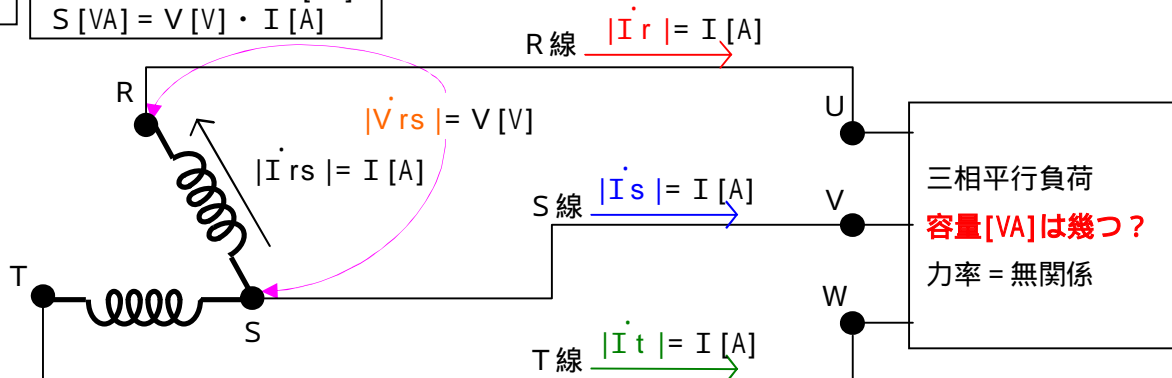 S[VA]=V[V]・I[A]
R線
|İr|=I[A]
R
|V̇rs|=V[V]
|İrs|=I[A]
U
三相平行負荷
容量[VA]は幾つ?
力率=無関係
S線
|İs|=I[A]
V
T
S
W
T線
|İt|=I[A]